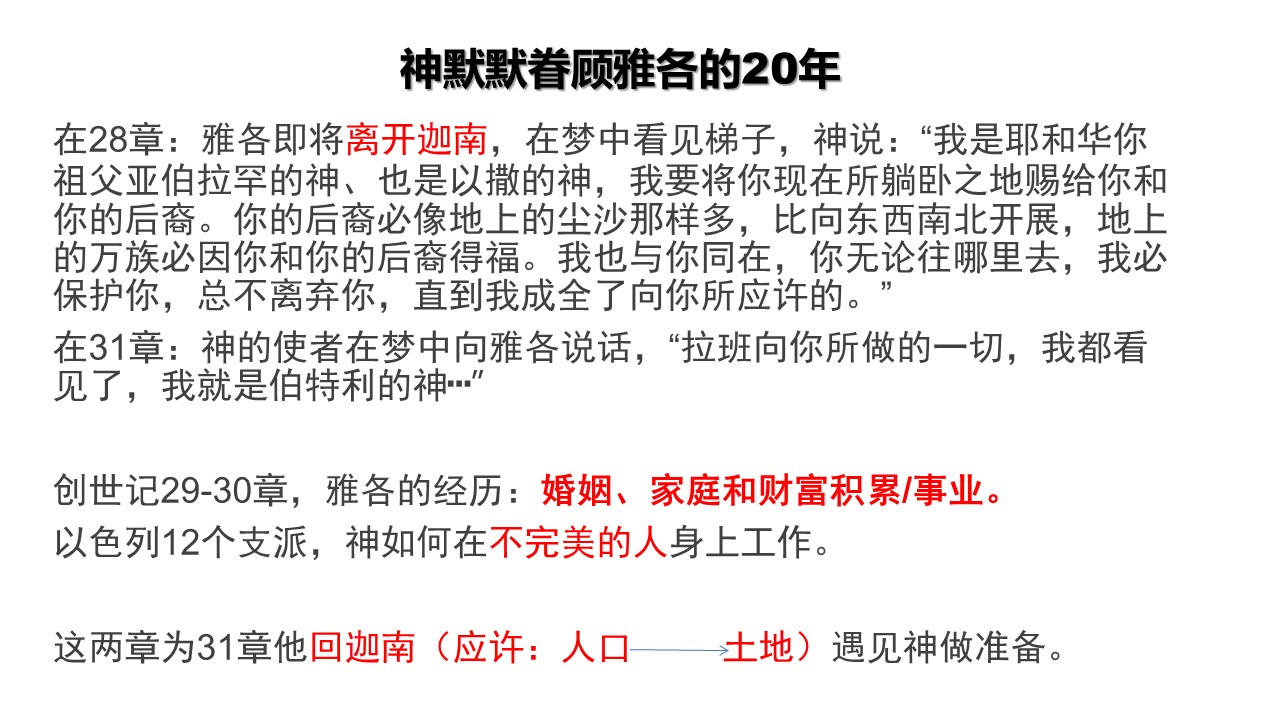 神默默眷顾雅各的20年
在28章：雅各即将离开迦南，在梦中看见梯子，神说：“我是耶和华你
祖父亚伯拉罕的神、也是以撒的神，我要将你现在所躺卧之地赐给你和
你的后裔。你的后裔必像地上的尘沙那样多，比向东西南北开展，地上
的万族必因你和你的后裔得福。我也与你同在，你无论往哪里去，我必
保护你，总不离弃你，直到我成全了向你所应许的。”
在31章：神的使者在梦中向雅各说话，“拉班向你所做的一切，我都看
见了，我就是伯特利的神…”
创世记29-30章，雅各的经历：婚姻、家庭和财富积累/事业。
以色列12个支派，神如何在不完美的人身上工作。
这两章为31章他回迦南（应许：人口 土地）遇见神做准备。